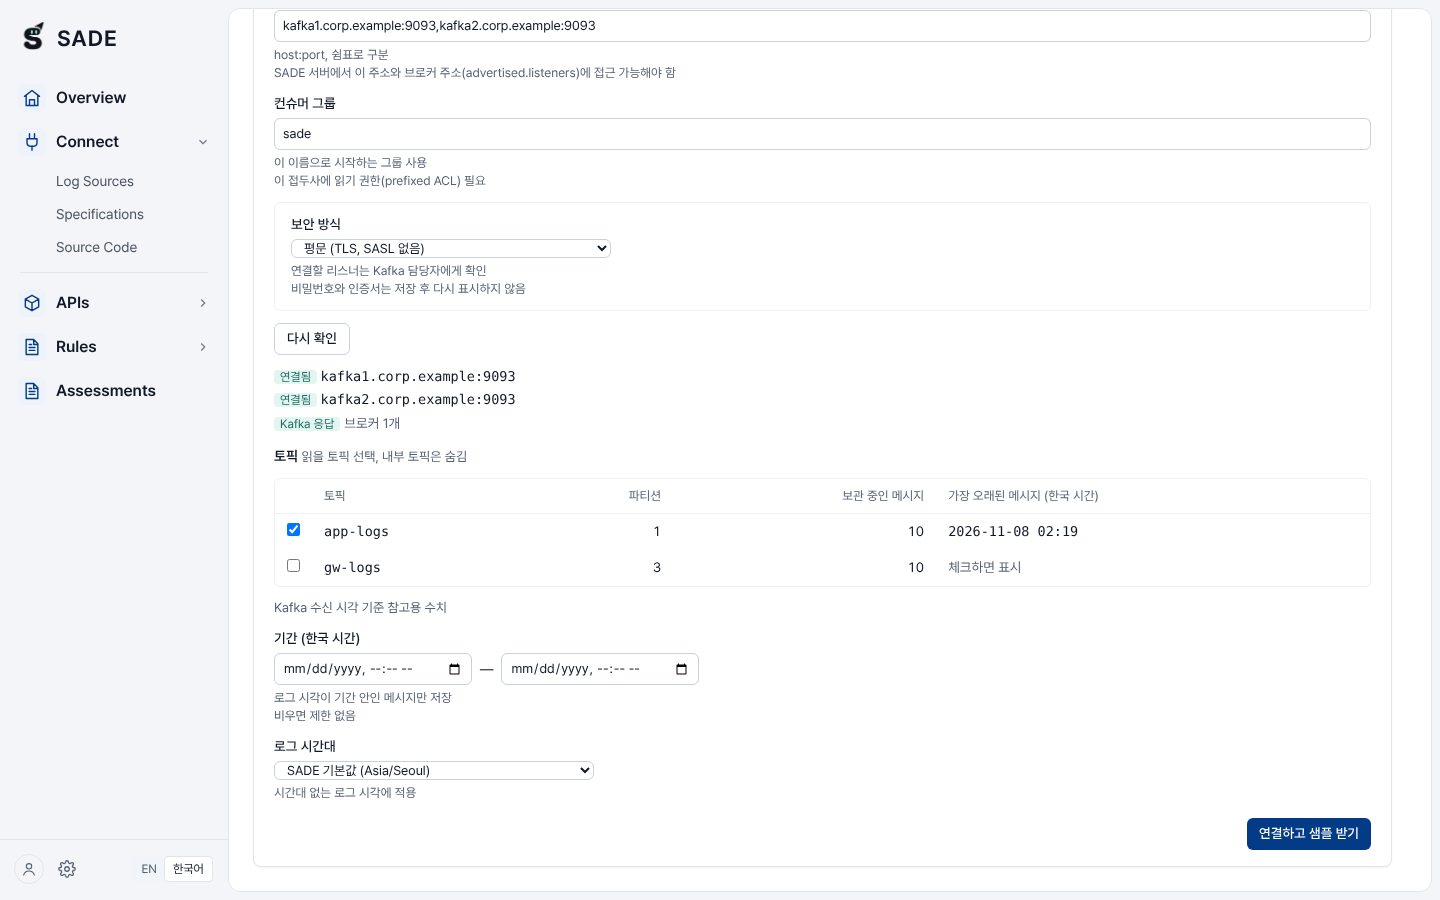 SADE
Overview
Connect
Log Sources
Specifications
Source Code
APIs
Rules
Assessments
EN
한국어
kafka1.corp.example:9093,kafka2.corp.example:9093
host:port, 쉼표로 구분
SADE 서버에서 이 주소와 브로커 주소(advertised.listeners)에 접근 가능해야 함
컨슈머 그룹
sade
이 이름으로 시작하는 그룹 사용
이 접두사에 읽기 권한(prefixed ACL) 필요
보안 방식
평문 (TLS, SASL 없음)
연결할 리스너는 Kafka 담당자에게 확인
비밀번호와 인증서는 저장 후 다시 표시하지 않음
다시 확인
연결됨 kafka1.corp.example:9093
연결됨 kafka2.corp.example:9093
Kafka 응답 브로커 1개
토픽 읽을 토픽 선택, 내부 토픽은 숨김
토픽 파티션 보관 중인 메시지 가장 오래된 메시지 (한국 시간)
app-logs 1 10 2026-11-08 02:19
gw-logs 3 10 체크하면 표시
Kafka 수신 시각 기준 참고용 수치
기간 (한국 시간)
mm/dd/yyyy, --:-- -- — mm/dd/yyyy, --:-- --
로그 시각이 기간 안인 메시지만 저장
비우면 제한 없음
로그 시간대
SADE 기본값 (Asia/Seoul)
시간대 없는 로그 시각에 적용
연결하고 샘플 받기